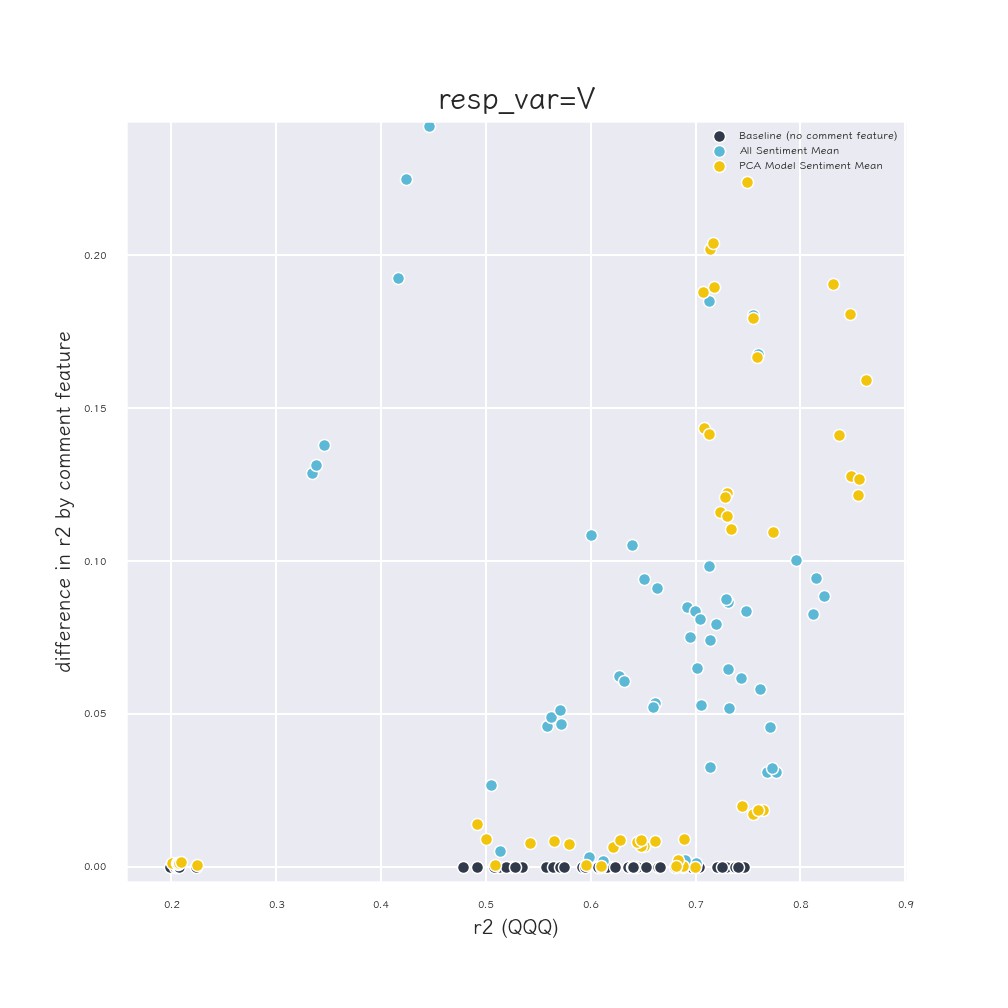 resp_var=V
Baseline (no comment feature)
All Sentiment Mean
PCA Model Sentiment Mean
difference in r2 by comment feature
0.20
0.15
0.10
0.05
0.00
0.2 0.3 0.4 0.5 0.6 0.7 0.8 0.9
r2 (QQQ)